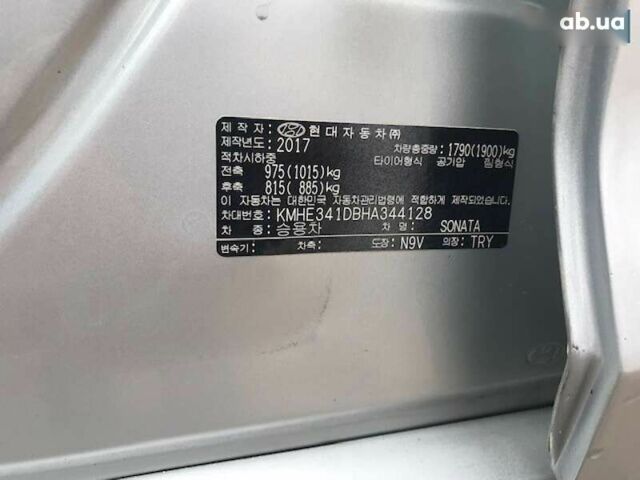 ab.ua
제 작 자 : 현대자동차㈜
제작년도: 2017 차량총중량: 1790(1900)kg
적차시하중 타이어형식 공기압 림형식
전축 975(1015)kg
후축 815( 885)kg
이 자동차는 대한민국 자동차관리법령에 적합하게 제작되었습니다.
차대번호: KMHE341DBHA344128
차 종: 승용차 차 명: SONATA
변속기: 차축: 도장: N9V 의장: TRY